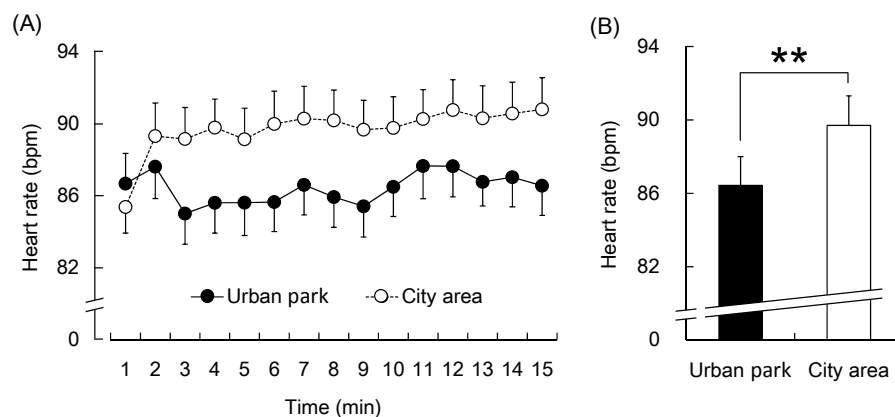 (A)
Heart rate (bpm)
94
90
86
82
0
Urban park City area
1 2 3 4 5 6 7 8 9 10 11 12 13 14 15
Time (min)
(B)
Heart rate (bpm)
94
90
86
82
0
**
Urban park City area